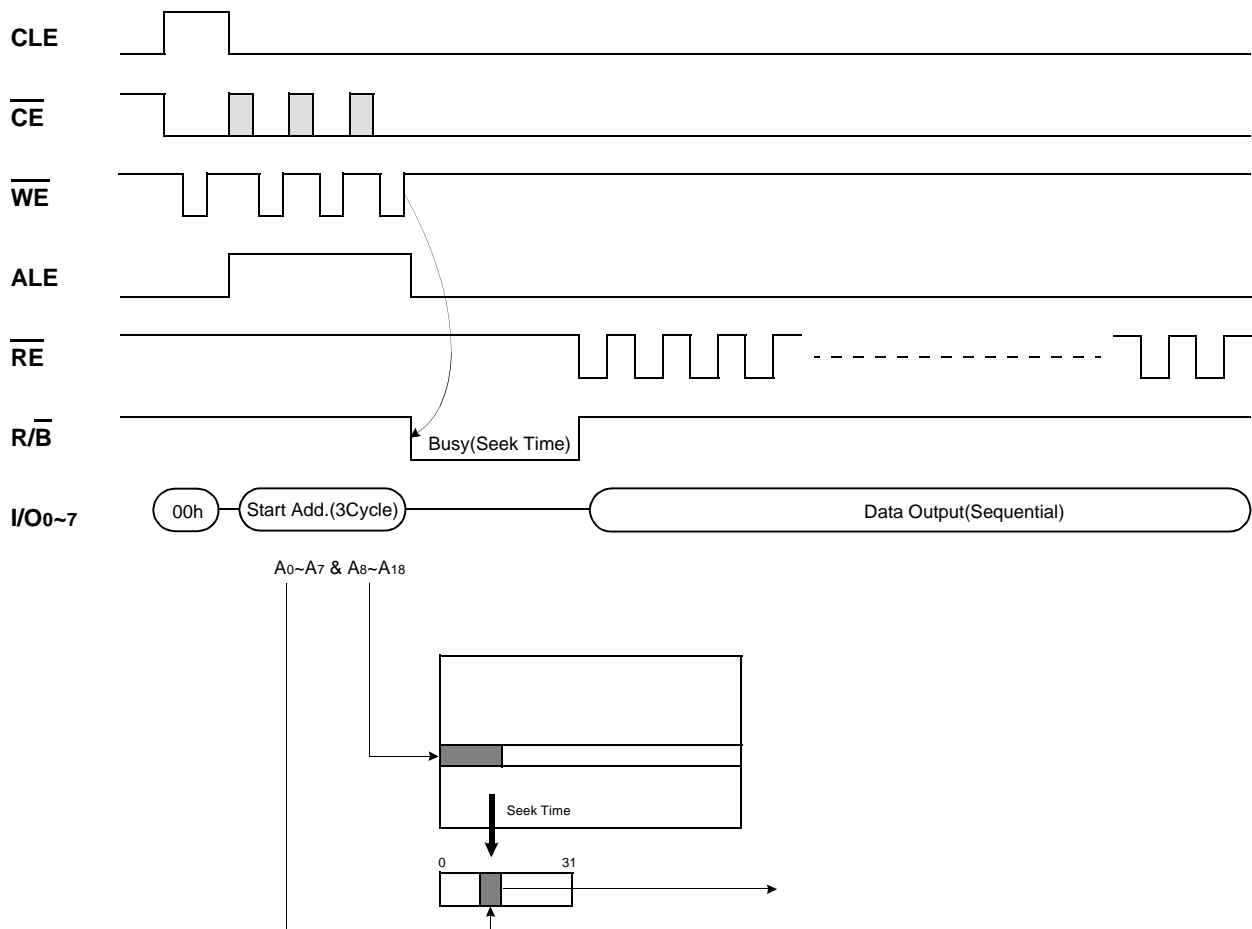 CLE
CE
WE
ALE
RE
R/B
Busy(Seek Time)
I/O0~7
00h
Start Add.(3Cycle)
Data Output(Sequential)
A0~A7 & A8~A18
Seek Time
0
31